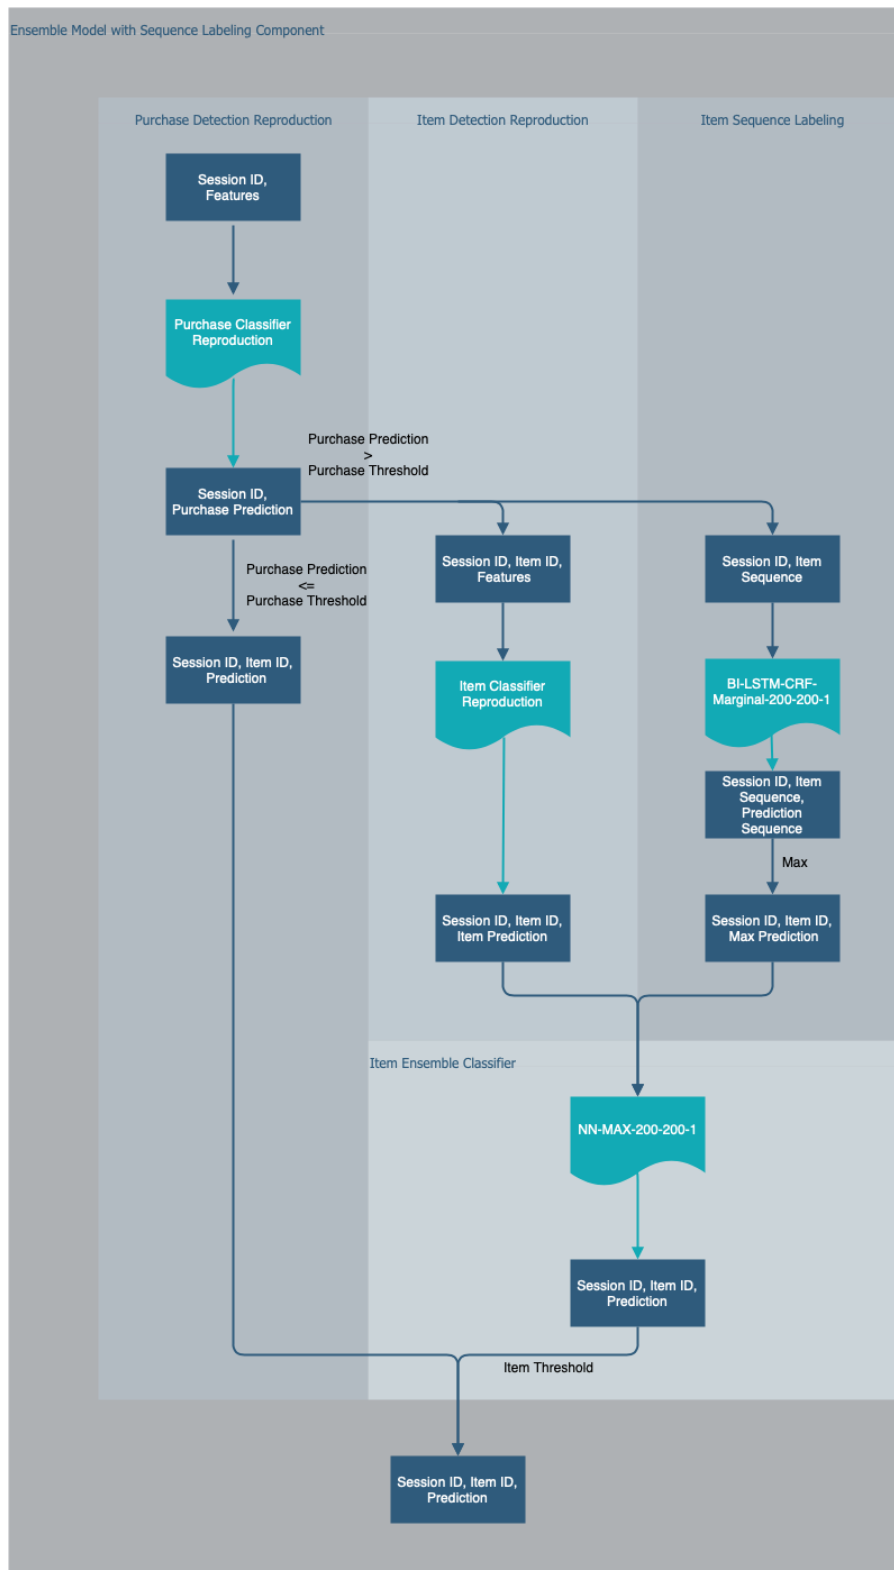 Ensemble Model with Sequence Labeling Component
Purchase Detection Reproduction
Item Detection Reproduction
Item Sequence Labeling
Session ID,
Features
Purchase Classifier
Reproduction
Purchase Prediction
>
Purchase Threshold
Session ID,
Purchase Prediction
Purchase Prediction
<=
Purchase Threshold
Session ID, Item ID,
Features
Session ID, Item
Sequence
Session ID, Item ID,
Prediction
Item Classifier
Reproduction
BI-LSTM-CRF-
Marginal-200-200-1
Session ID, Item
Sequence,
Prediction
Sequence
Max
Session ID, Item ID,
Item Prediction
Session ID, Item ID,
Max Prediction
Item Ensemble Classifier
NN-MAX-200-200-1
Session ID, Item ID,
Prediction
Item Threshold
Session ID, Item ID,
Prediction